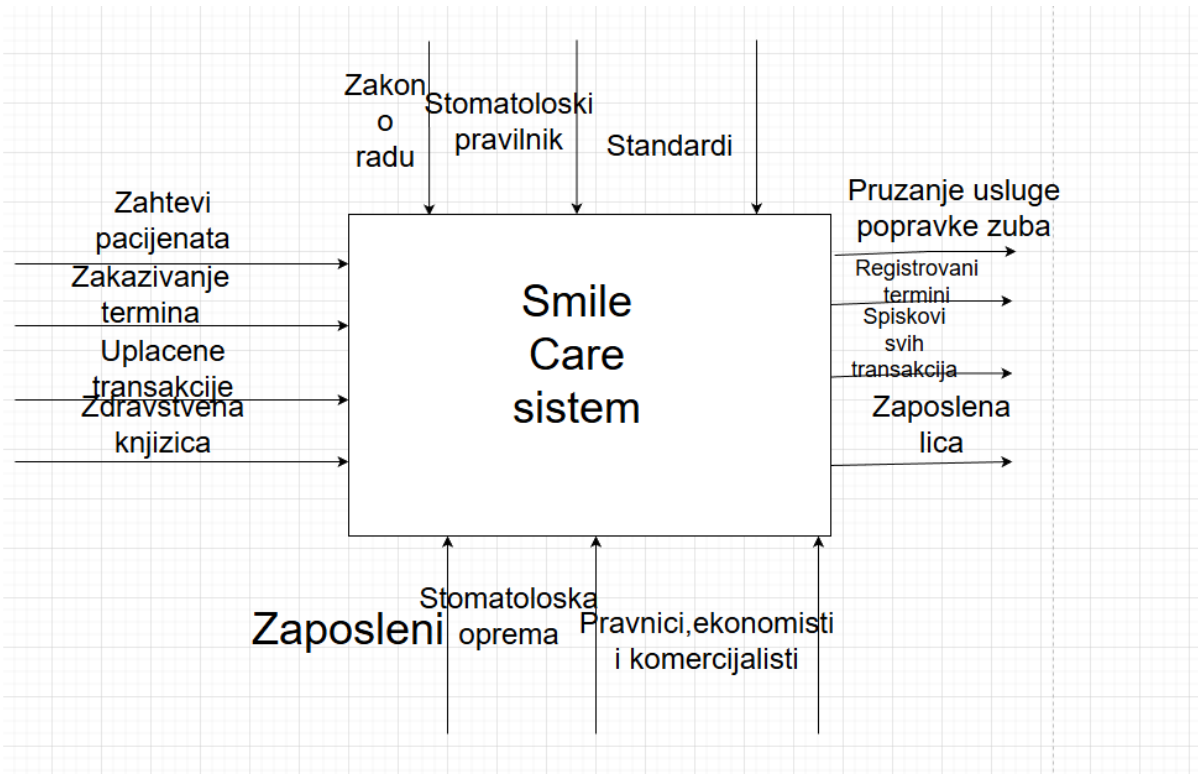 Zakon
o
radu
Stomatoloski
pravilnik
Standardi
Zahtevi
pacijenata
Zakazivanje
termina
Uplacene
transakcije
Zdravstvena
knjizica
Smile
Care
sistem
Pruzanje usluge
popravke zuba
Registrovani
termini
Spiskovi
svih
transakcija
Zaposlena
lica
Zaposleni
Stomatoloska
oprema
Pravnici,ekonomisti
i komercijalisti